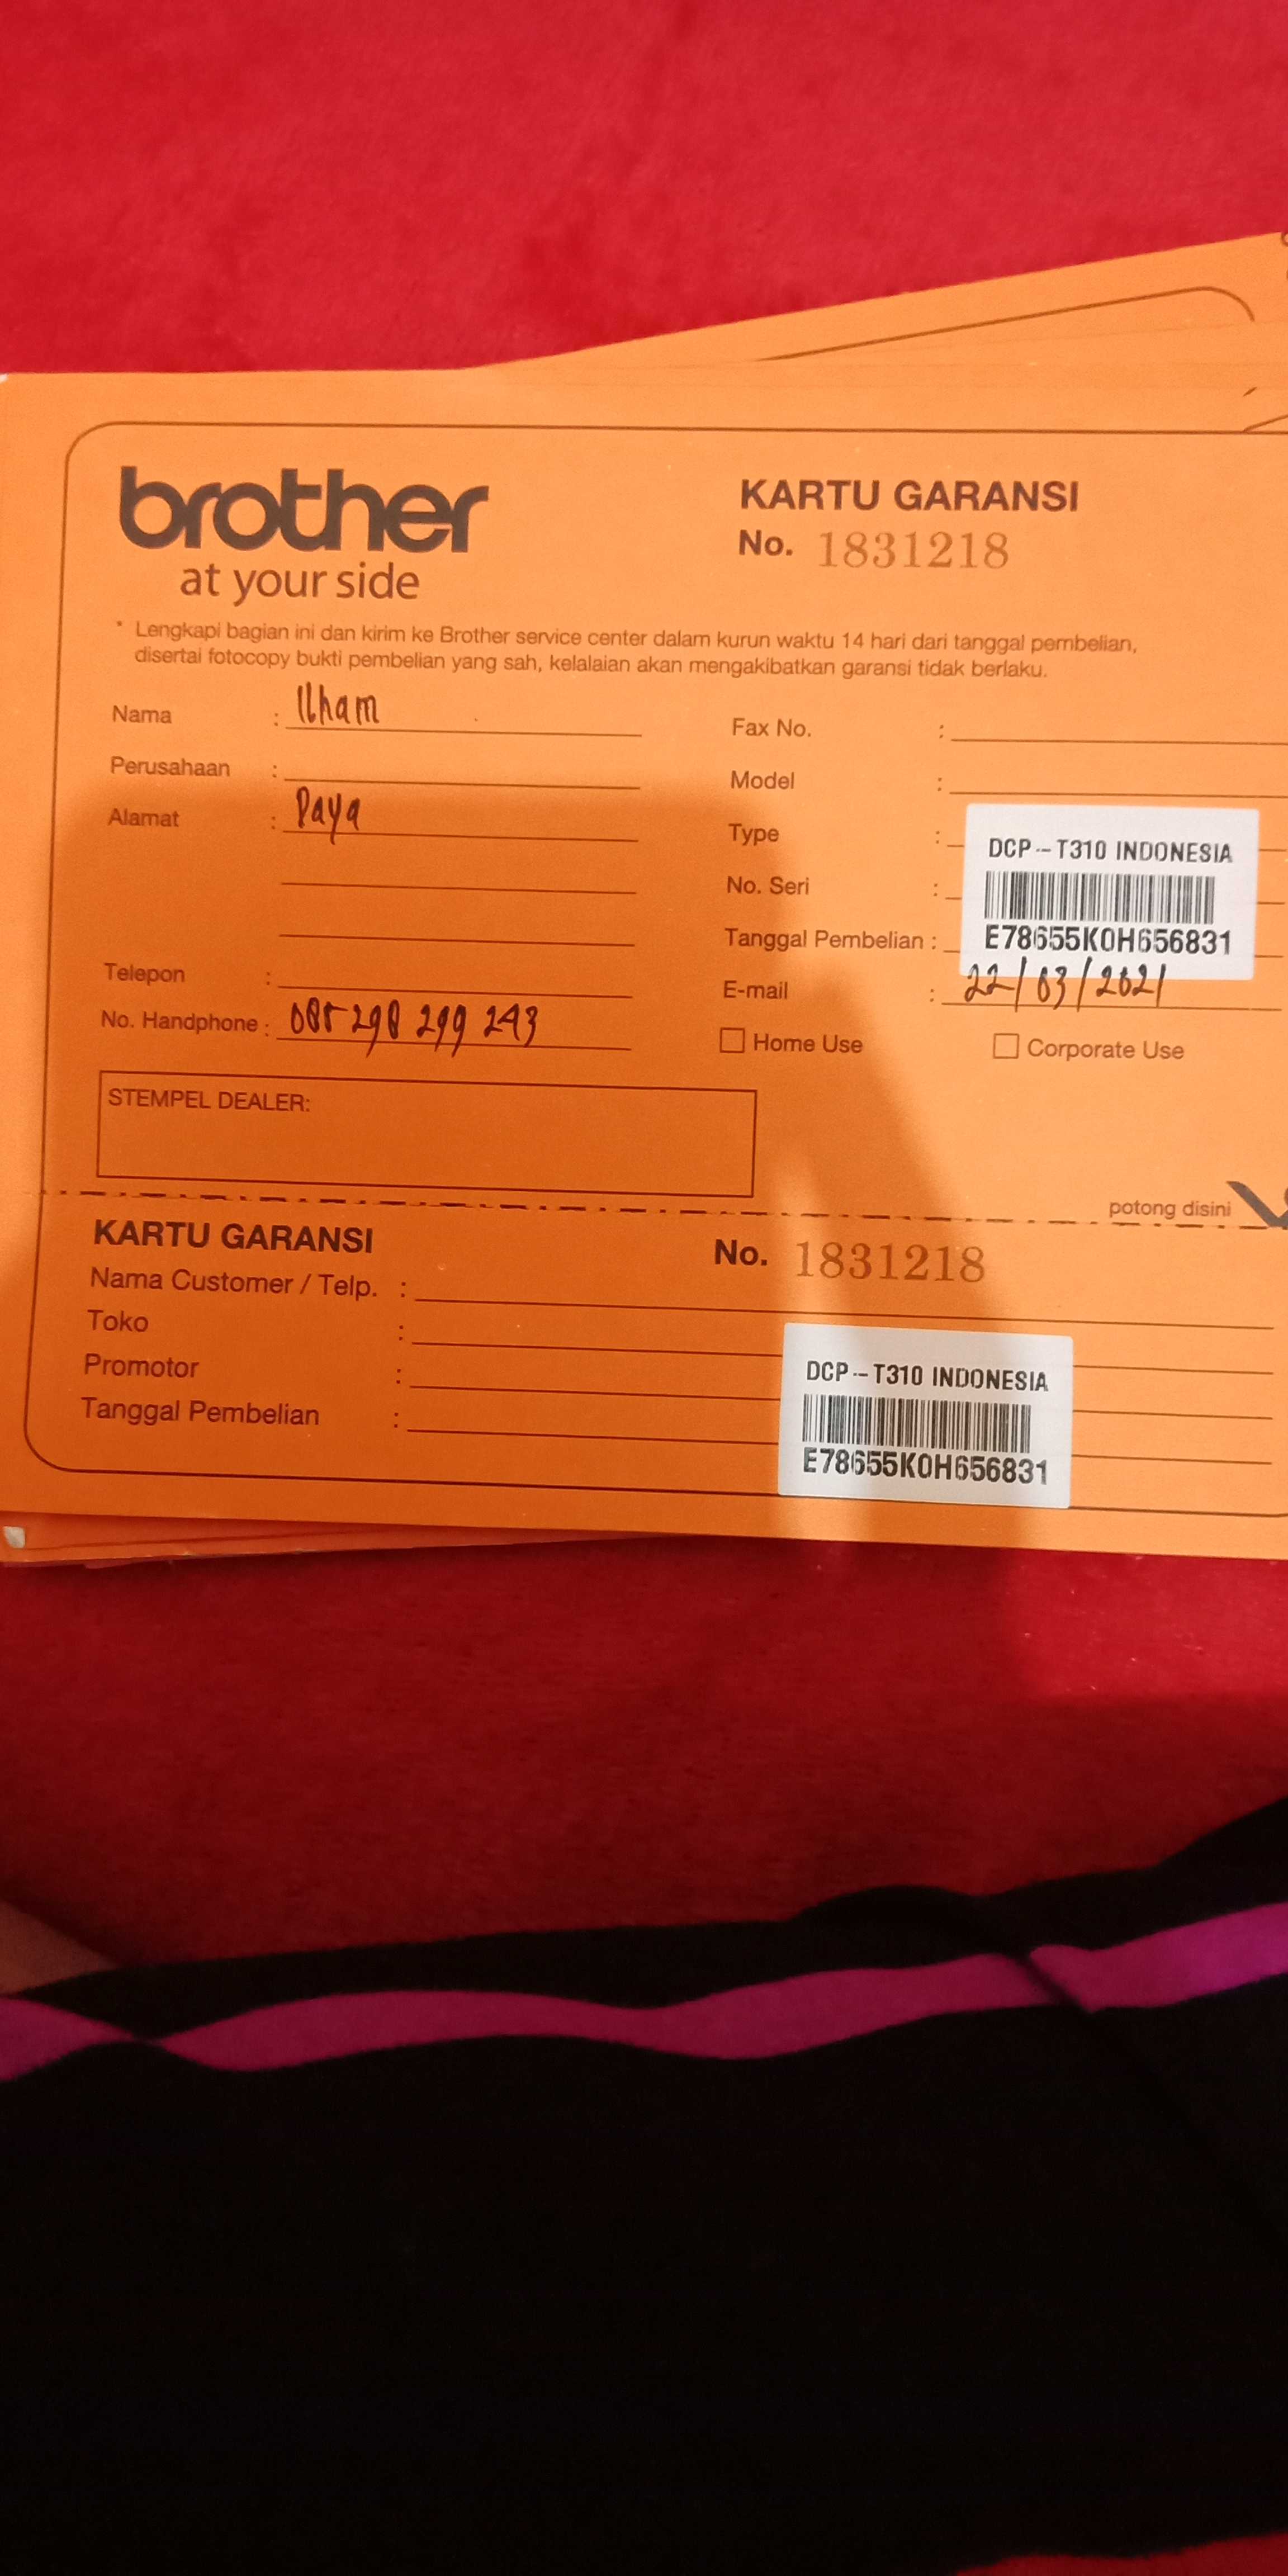 brother
at your side
KARTU GARANSI
No. 1831218
* Lengkapi bagian ini dan kirim ke Brother service center dalam kurun waktu 14 hari dari tanggal pembelian,
disertai fotocopy bukti pembelian yang sah, kelalaian akan mengakibatkan garansi tidak berlaku.
Nama : Ilham
Perusahaan :
Alamat : Paya
Telepon :
No. Handphone : 085 298 299 243
Fax No. :
Model :
Type :
No. Seri :
Tanggal Pembelian :
E-mail : 22/03/2021
DCP-T310 INDONESIA
E78655K0H656831
Home Use
Corporate Use
STEMPEL DEALER:
potong disini
KARTU GARANSI
No. 1831218
Nama Customer / Telp. :
Toko :
Promotor :
Tanggal Pembelian :
DCP-T310 INDONESIA
E78655K0H656831